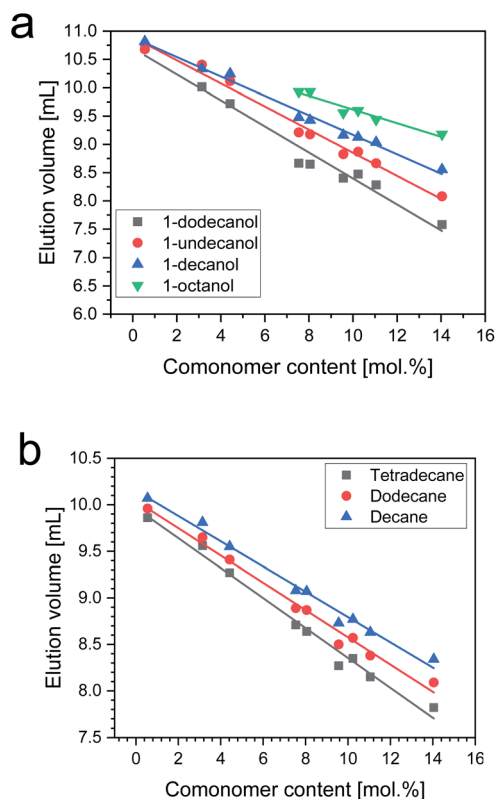 a
11.0
10.5
10.0
9.5
9.0
8.5
8.0
7.5
7.0
6.5
6.0
Elution volume [mL]
1-dodecanol
1-undecanol
1-decanol
1-octanol
0 2 4 6 8 10 12 14 16
Comonomer content [mol.%]
b
10.5
10.0
9.5
9.0
8.5
8.0
7.5
Elution volume [mL]
Tetradecane
Dodecane
Decane
0 2 4 6 8 10 12 14 16
Comonomer content [mol.%]